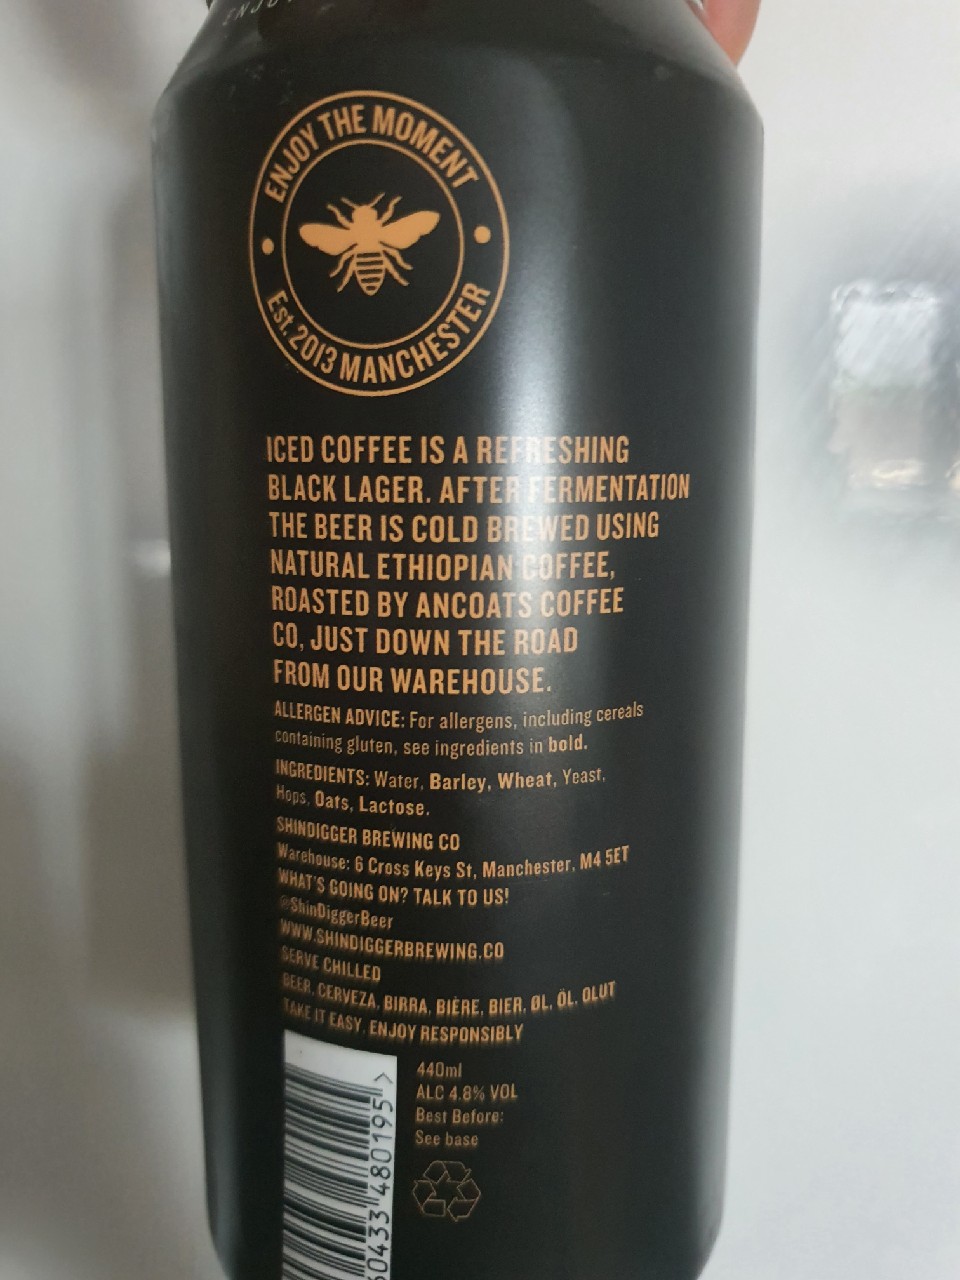 ENJOY
ENJOY THE MOMENT
Est. 2013 MANCHESTER
ICED COFFEE IS A REFRESHING
BLACK LAGER. AFTER FERMENTATION
THE BEER IS COLD BREWED USING
NATURAL ETHIOPIAN COFFEE,
ROASTED BY ANCOATS COFFEE
CO, JUST DOWN THE ROAD
FROM OUR WAREHOUSE.
ALLERGEN ADVICE: For allergens, including cereals
containing gluten, see ingredients in bold.
INGREDIENTS: Water, Barley, Wheat, Yeast,
Hops, Oats, Lactose.
SHINDIGGER BREWING CO
Warehouse: 6 Cross Keys St, Manchester, M4 5ET
WHAT'S GOING ON? TALK TO US!
@ShinDiggerBeer
WWW.SHINDIGGERBREWING.CO
SERVE CHILLED
BEER, CERVEZA, BIRRA, BIÈRE, BIER, ØL, ÖL, OLUT
TAKE IT EASY, ENJOY RESPONSIBLY
440ml
ALC 4.8% VOL
Best Before:
See base
60433 480195 >